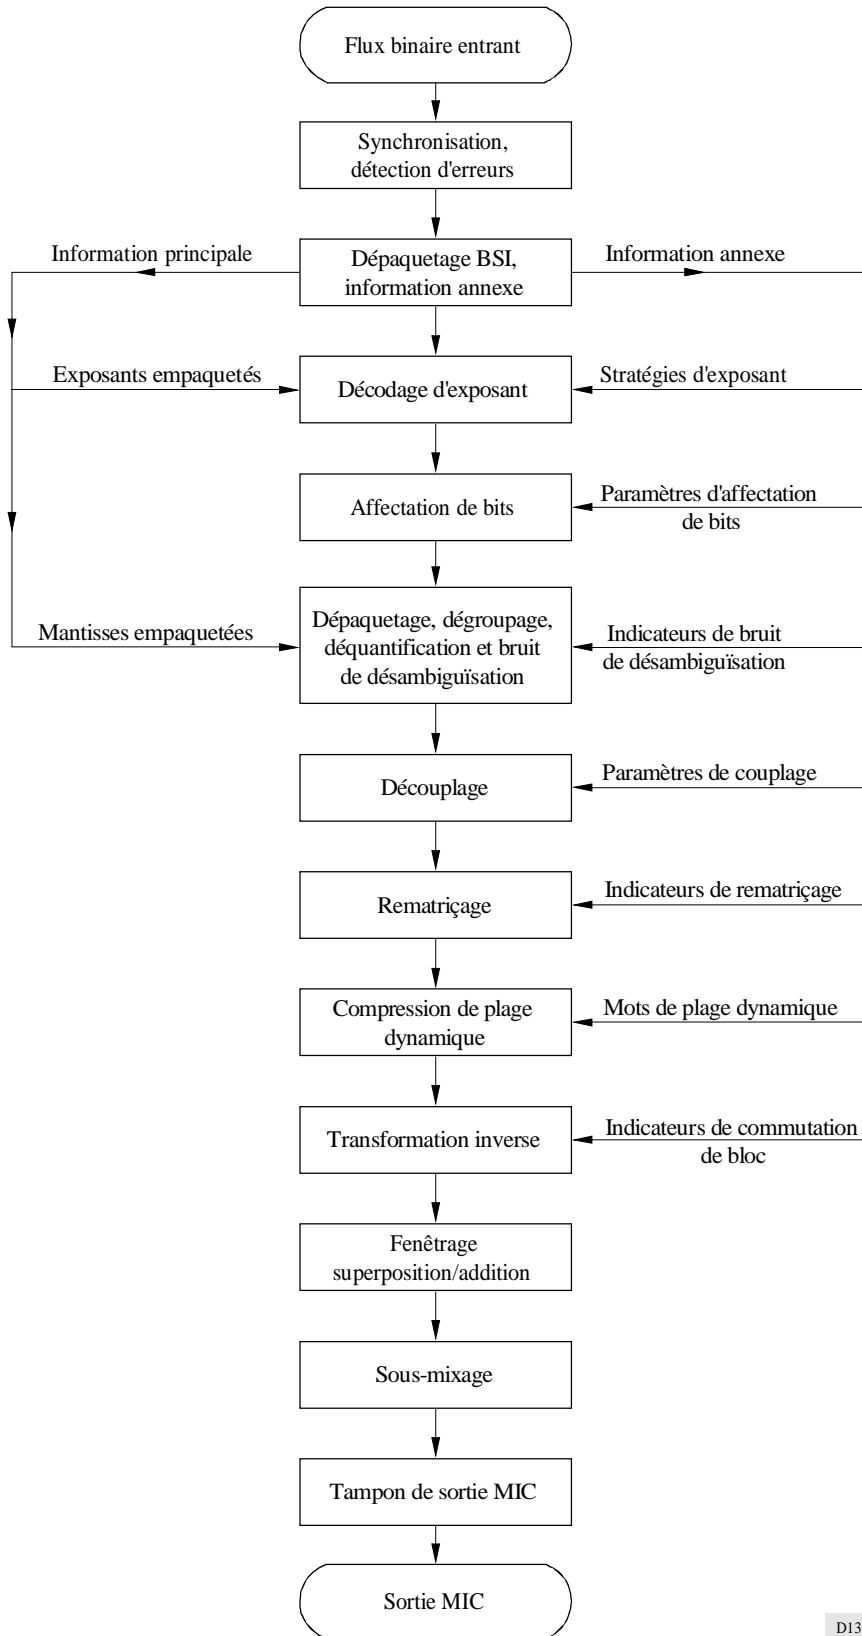 Flux binaire entrant
Synchronisation,
détection d'erreurs
Information principale
Dépaquetage BSI,
information annexe
Information annexe
Exposants empaquetés
Décodage d'exposant
Stratégies d'exposant
Affectation de bits
Paramètres d'affectation
de bits
Mantisses empaquetées
Dépaquetage, dégroupage,
déquantification et bruit
de désambiguïsation
Indicateurs de bruit
de désambiguïsation
Découplage
Paramètres de couplage
Rematriçage
Indicateurs de rematriçage
Compression de plage
dynamique
Mots de plage dynamique
Transformation inverse
Indicateurs de commutation
de bloc
Fenêtrage
superposition/addition
Sous-mixage
Tampon de sortie MIC
Sortie MIC
D13